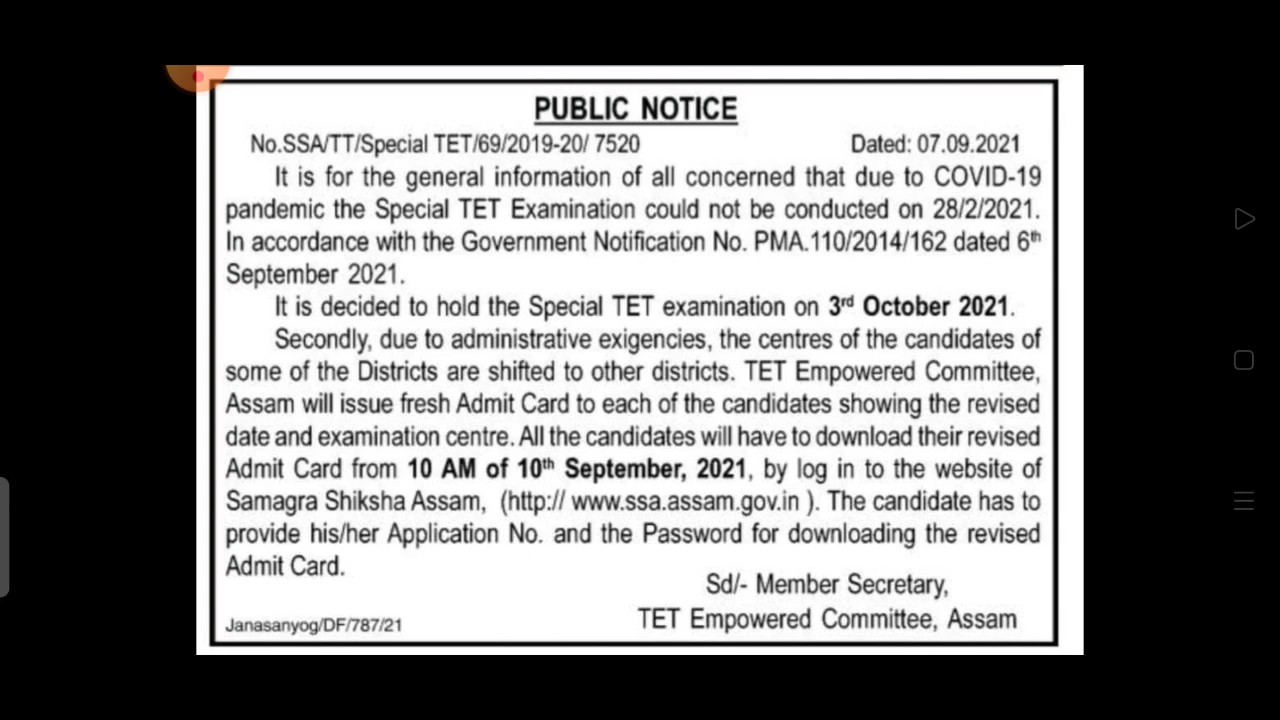 PUBLIC NOTICE
No.SSA/TT/Special TET/69/2019-20/ 7520 Dated: 07.09.2021
It is for the general information of all concerned that due to COVID-19
pandemic the Special TET Examination could not be conducted on 28/2/2021.
In accordance with the Government Notification No. PMA.110/2014/162 dated 6th
September 2021.
It is decided to hold the Special TET examination on 3rd October 2021.
Secondly, due to administrative exigencies, the centres of the candidates of
some of the Districts are shifted to other districts. TET Empowered Committee,
Assam will issue fresh Admit Card to each of the candidates showing the revised
date and examination centre. All the candidates will have to download their revised
Admit Card from 10 AM of 10th September, 2021, by log in to the website of
Samagra Shiksha Assam, (http:// www.ssa.assam.gov.in ). The candidate has to
provide his/her Application No. and the Password for downloading the revised
Admit Card.
Sd/- Member Secretary,
TET Empowered Committee, Assam
Janasanyog/DF/787/21